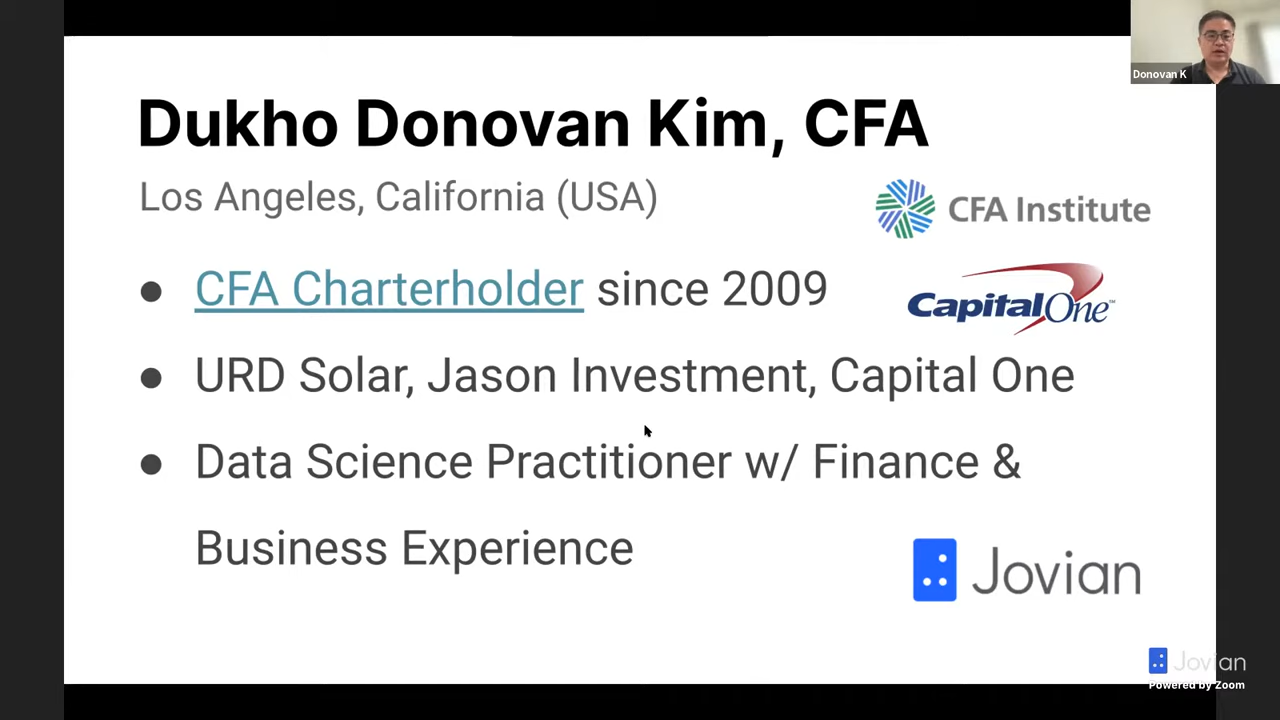 Donovan K
Dukho Donovan Kim, CFA
Los Angeles, California (USA)
CFA Institute
● CFA Charterholder since 2009
Capital One™
● URD Solar, Jason Investment, Capital One
● Data Science Practitioner w/ Finance &
Business Experience
Jovian
Jovian
Powered by Zoom